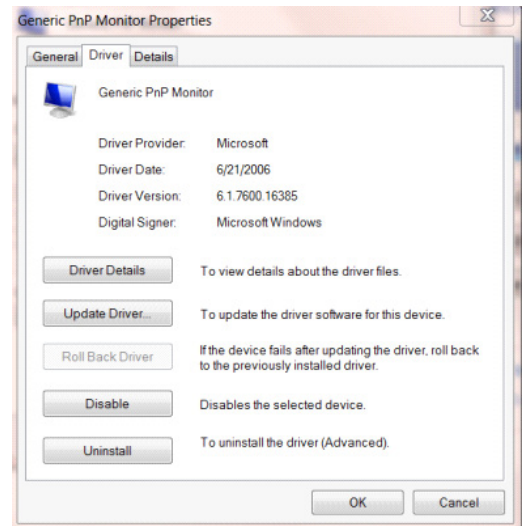 Generic PnP Monitor Properties
General Driver Details
Generic PnP Monitor
Driver Provider: Microsoft
Driver Date: 6/21/2006
Driver Version: 6.1.7600.16385
Digital Signer: Microsoft Windows
Driver Details To view details about the driver files.
Update Driver... To update the driver software for this device.
Roll Back Driver If the device fails after updating the driver, roll back
to the previously installed driver.
Disable Disables the selected device.
Uninstall To uninstall the driver (Advanced).
OK Cancel